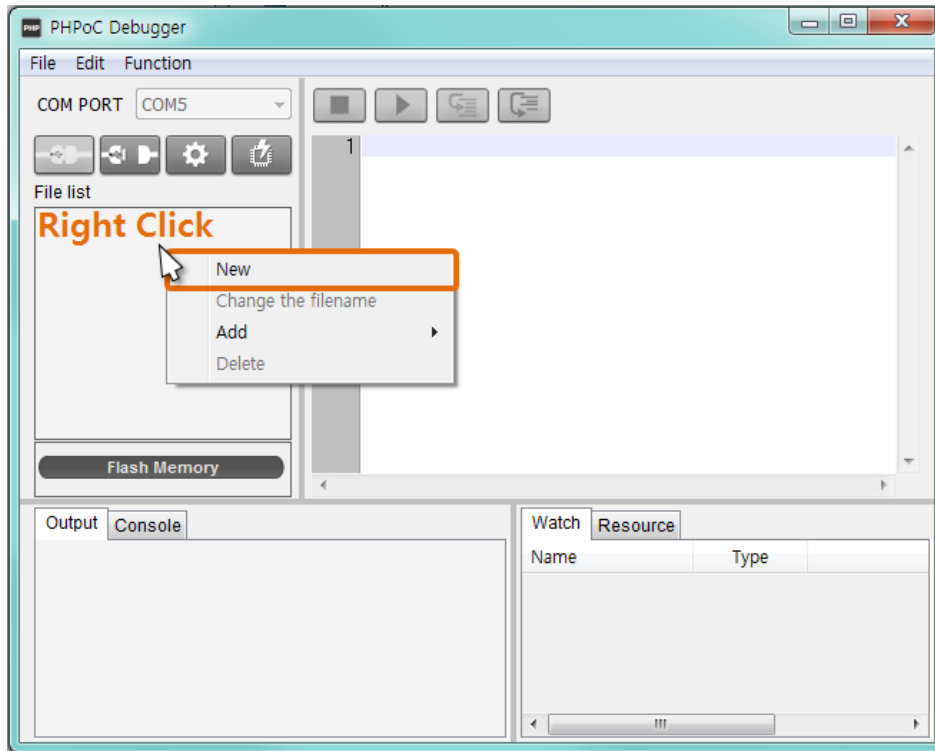 PHP PHPoC Debugger
File Edit Function
COM PORT COM5
1
File list
Right Click
New
Change the filename
Add
Delete
Flash Memory
Output Console
Watch Resource
Name Type